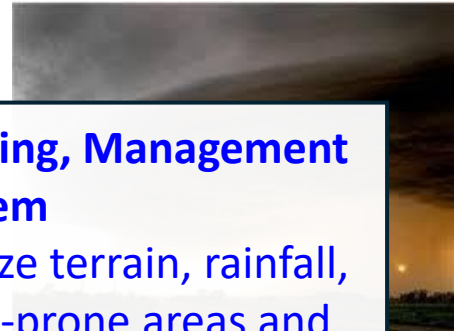 ing, Management
em
ze terrain, rainfall,
-prone areas and